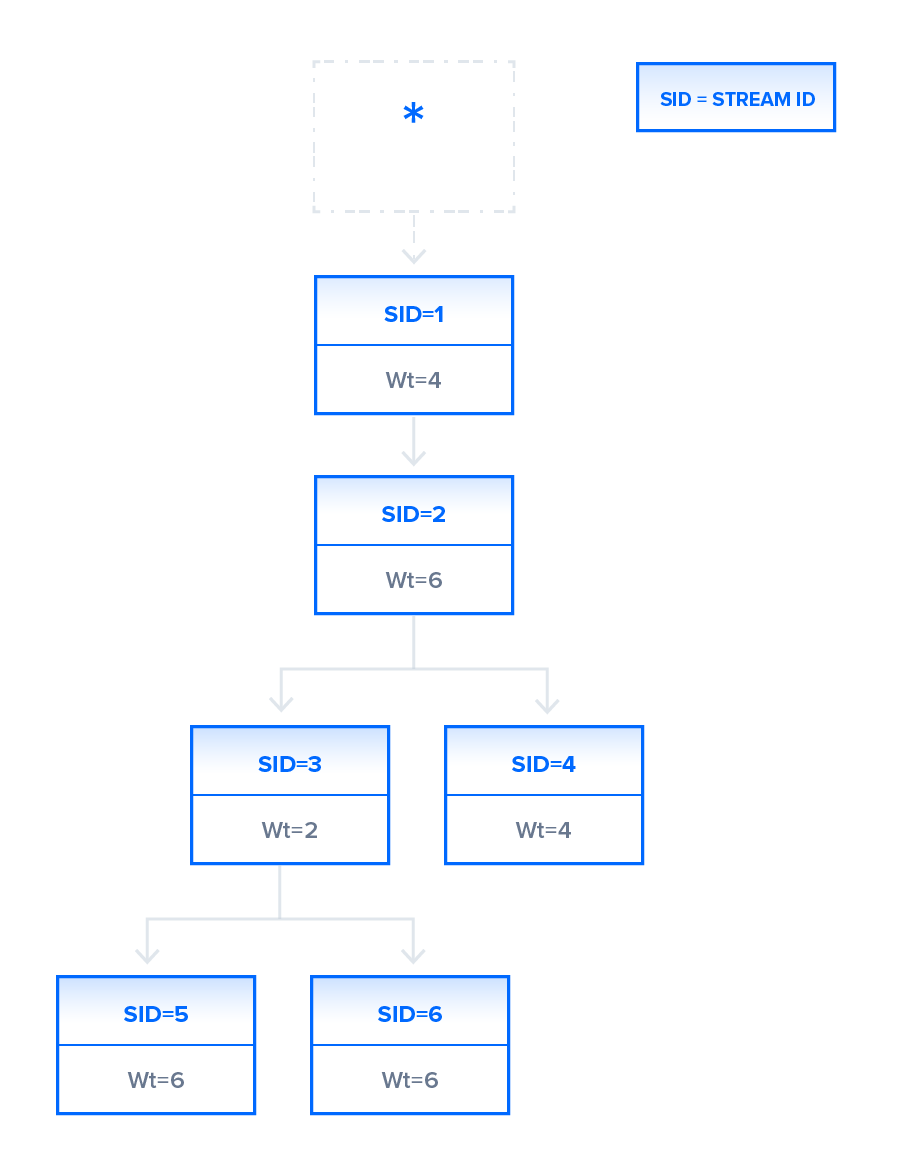 *
SID = STREAM ID
SID=1
Wt=4
SID=2
Wt=6
SID=3
Wt=2
SID=4
Wt=4
SID=5
Wt=6
SID=6
Wt=6